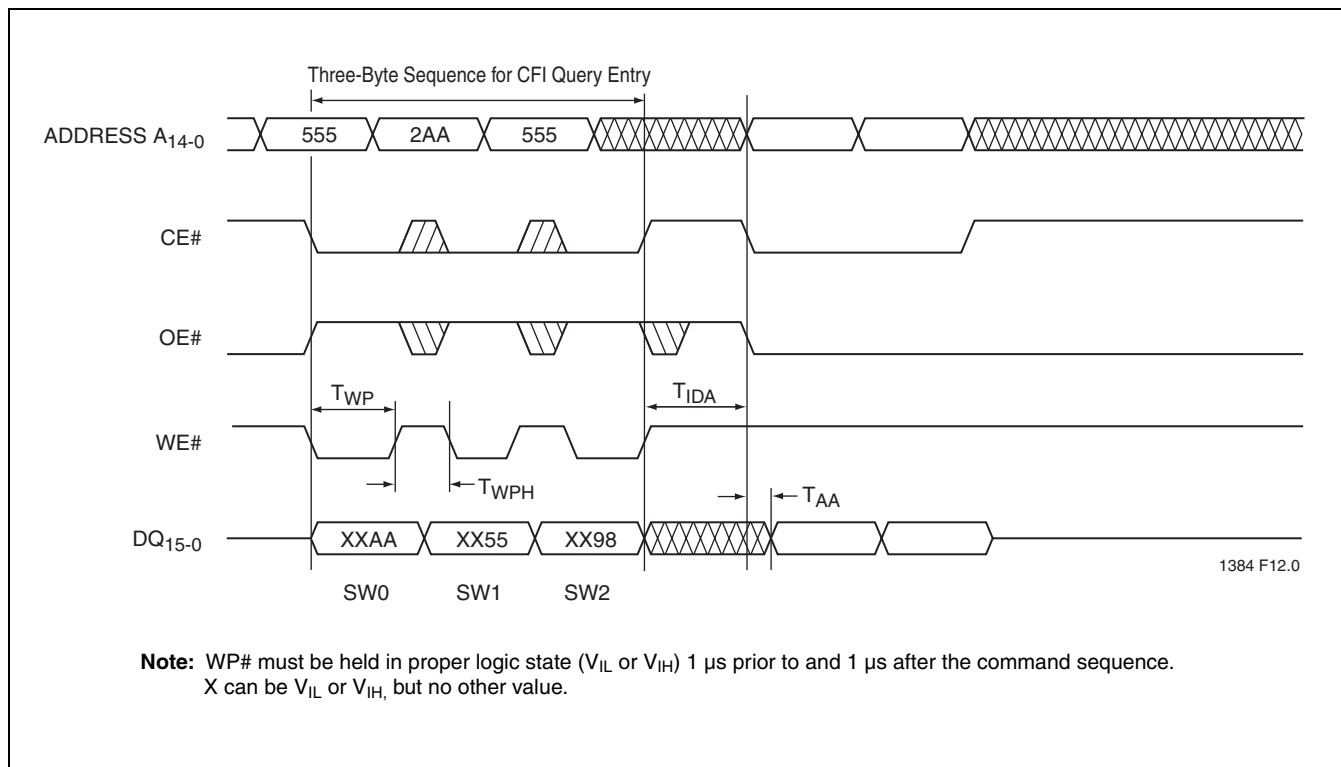 Three-Byte Sequence for CFI Query Entry
ADDRESS A14-0
555
2AA
555
CE#
OE#
TWP
TIDA
WE#
TWPH
TAA
DQ15-0
XXAA
XX55
XX98
1384 F12.0
SW0
SW1
SW2
Note: WP# must be held in proper logic state (VIL or VIH) 1 µs prior to and 1 µs after the command sequence.
X can be VIL or VIH, but no other value.